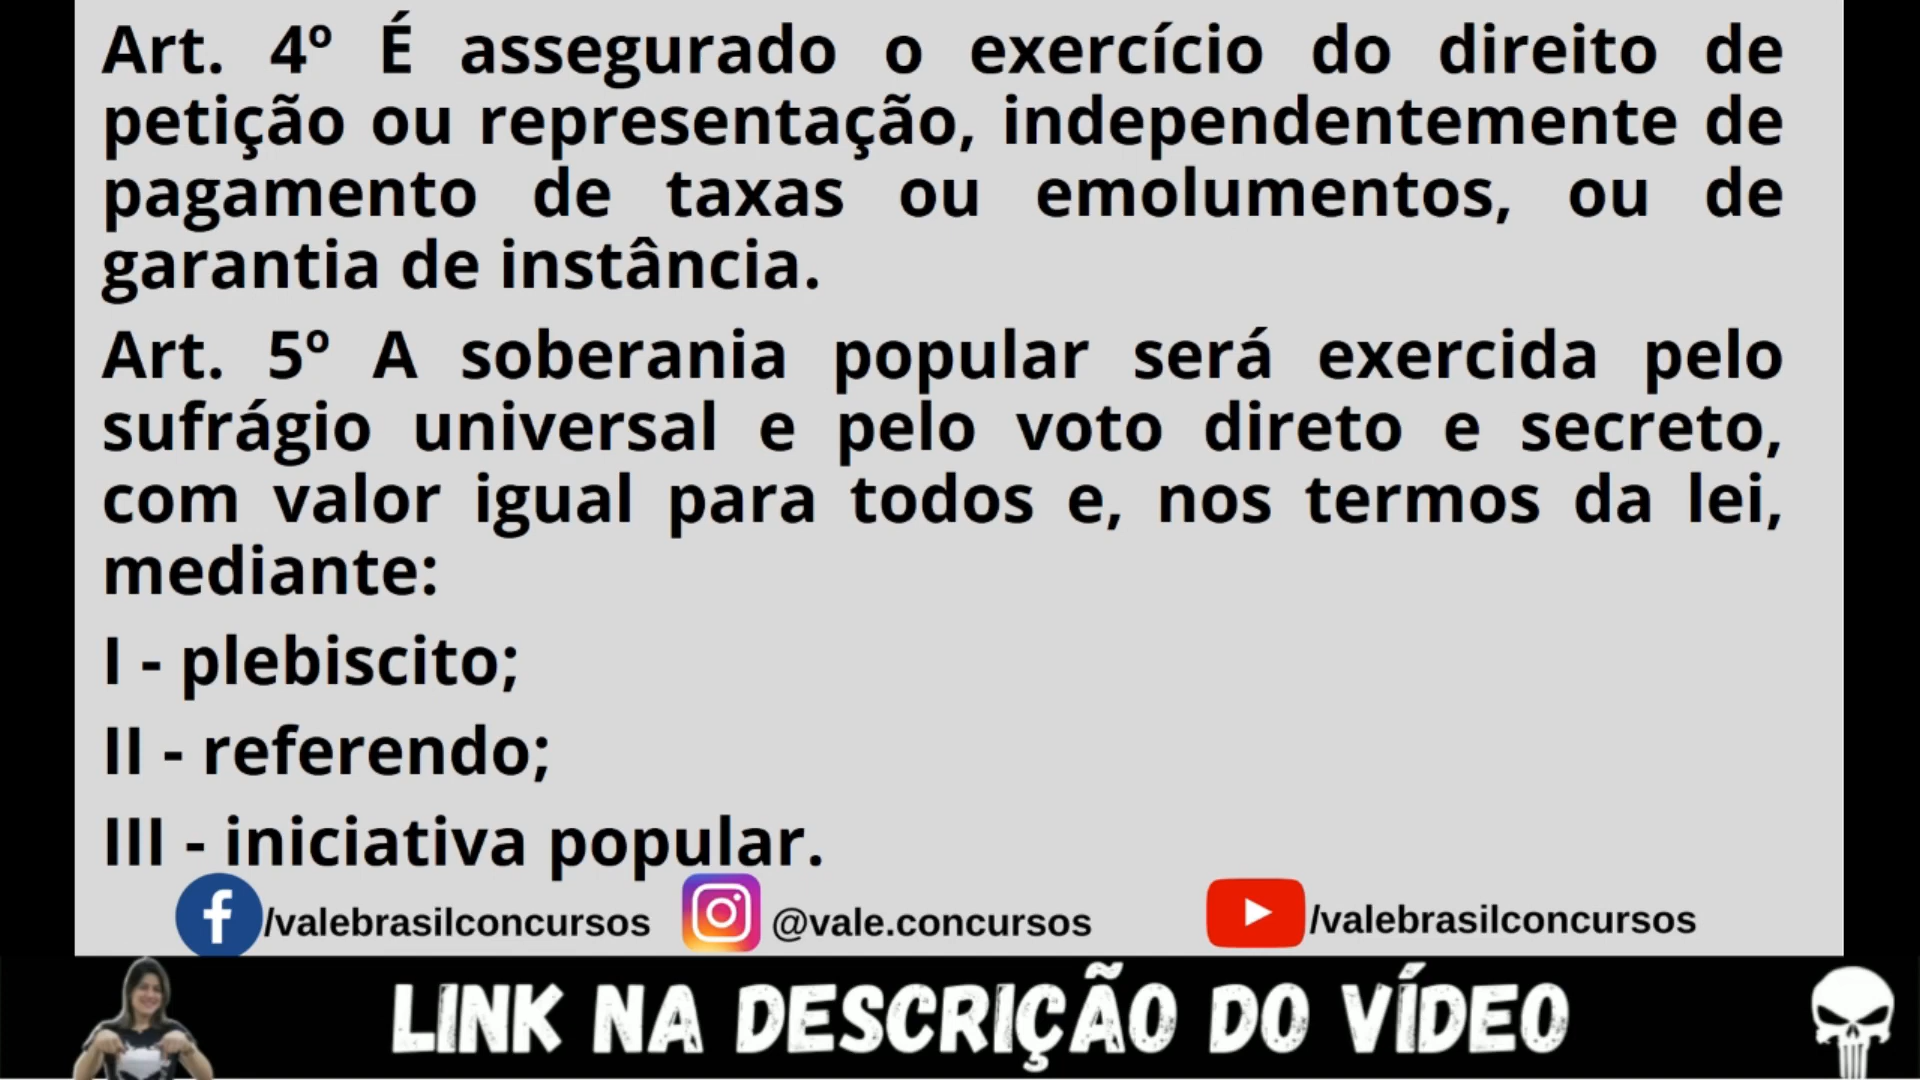 Art. 4º É assegurado o exercício do direito de
petição ou representação, independentemente de
pagamento de taxas ou emolumentos, ou de
garantia de instância.
Art. 5º A soberania popular será exercida pelo
sufrágio universal e pelo voto direto e secreto,
com valor igual para todos e, nos termos da lei,
mediante:
I - plebiscito;
II - referendo;
III - iniciativa popular.
/valebrasilconcursos @vale.concursos /valebrasilconcursos
LINK NA DESCRIÇÃO DO VÍDEO